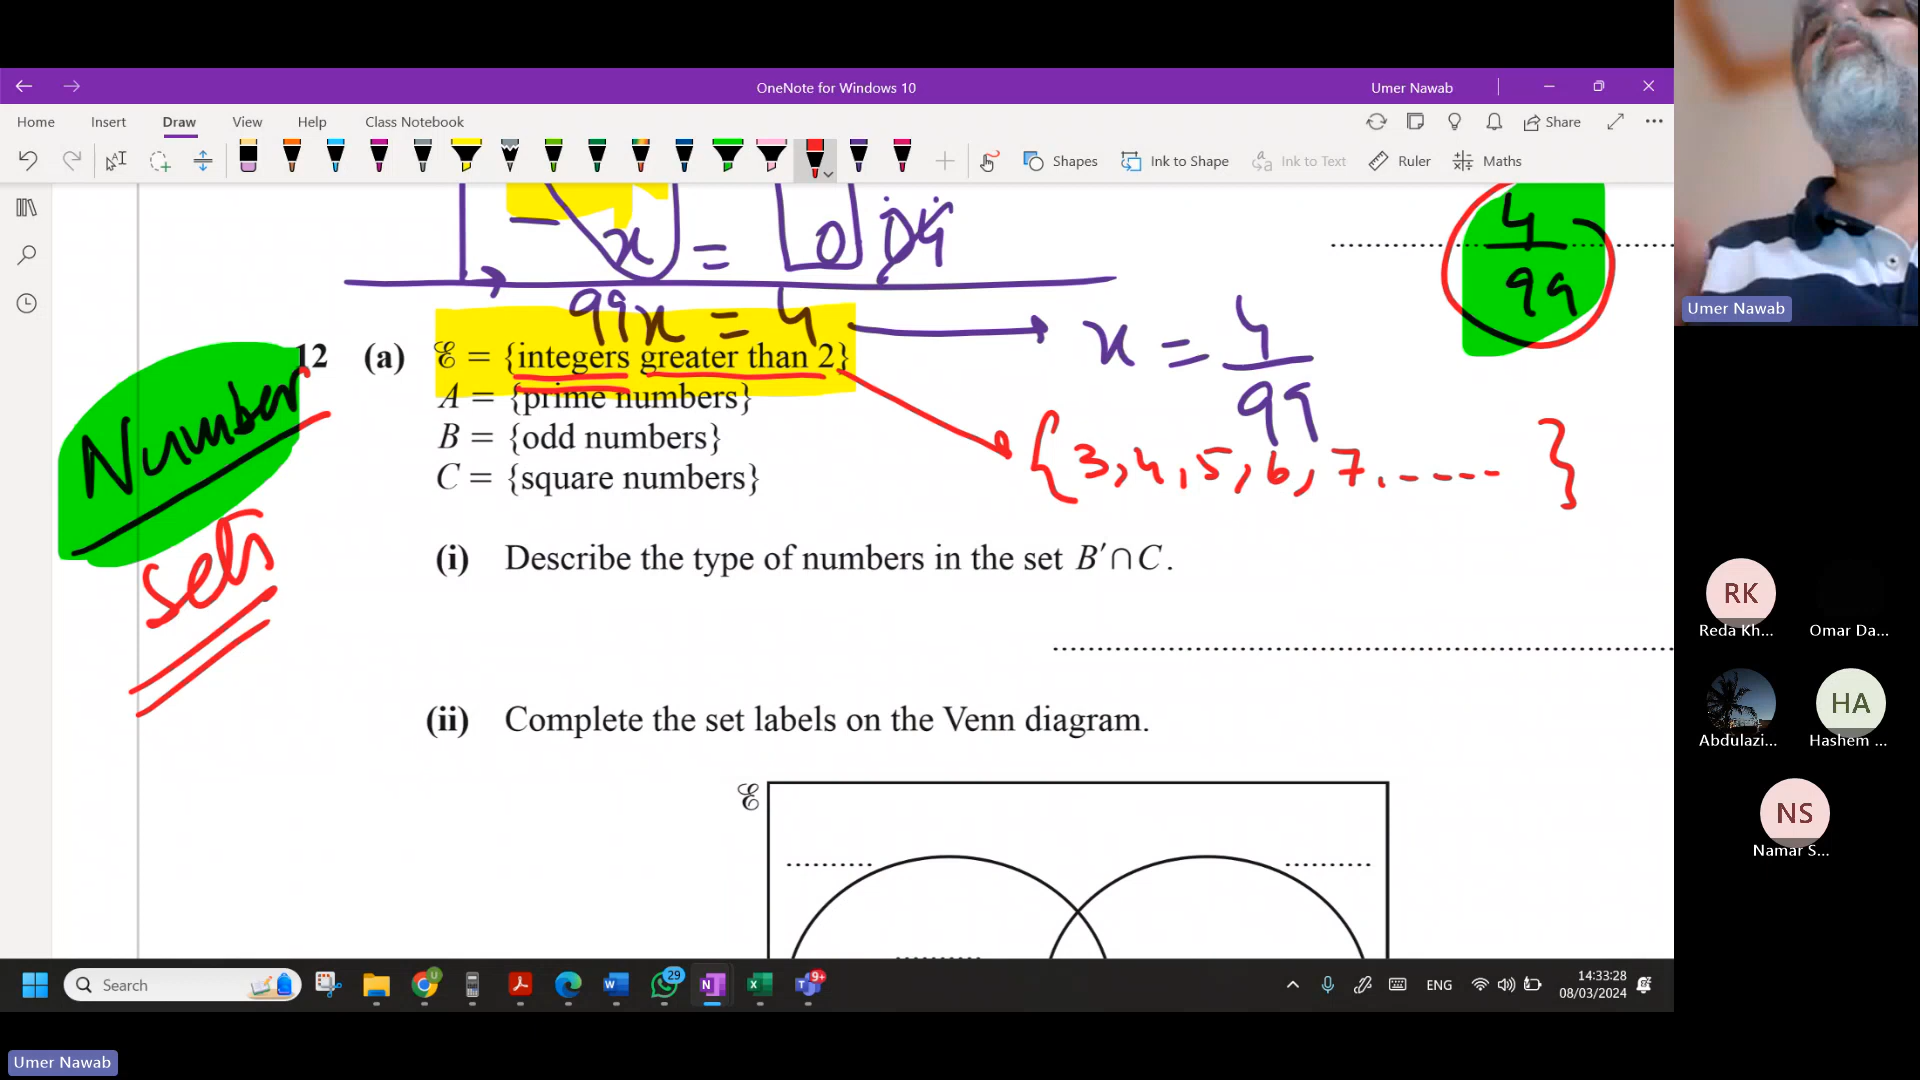 OneNote for Windows 10
Umer Nawab
Home Insert Draw View Help Class Notebook
Share
Shapes Ink to Shape Ink to Text Ruler Maths
x = 0 04
99x = 4
x = 4/99
4/99
Umer Nawab
12 (a) ℰ = {integers greater than 2}
A = {prime numbers}
B = {odd numbers}
C = {square numbers}
{3, 4, 5, 6, 7, ..... }
Number
sets
(i) Describe the type of numbers in the set B′∩C.
(ii) Complete the set labels on the Venn diagram.
ℰ
RK
Reda Kh...
Omar Da...
Abdulazi...
HA
Hashem ...
NS
Namar S...
Search
29
9+
ENG
14:33:28
08/03/2024
Umer Nawab